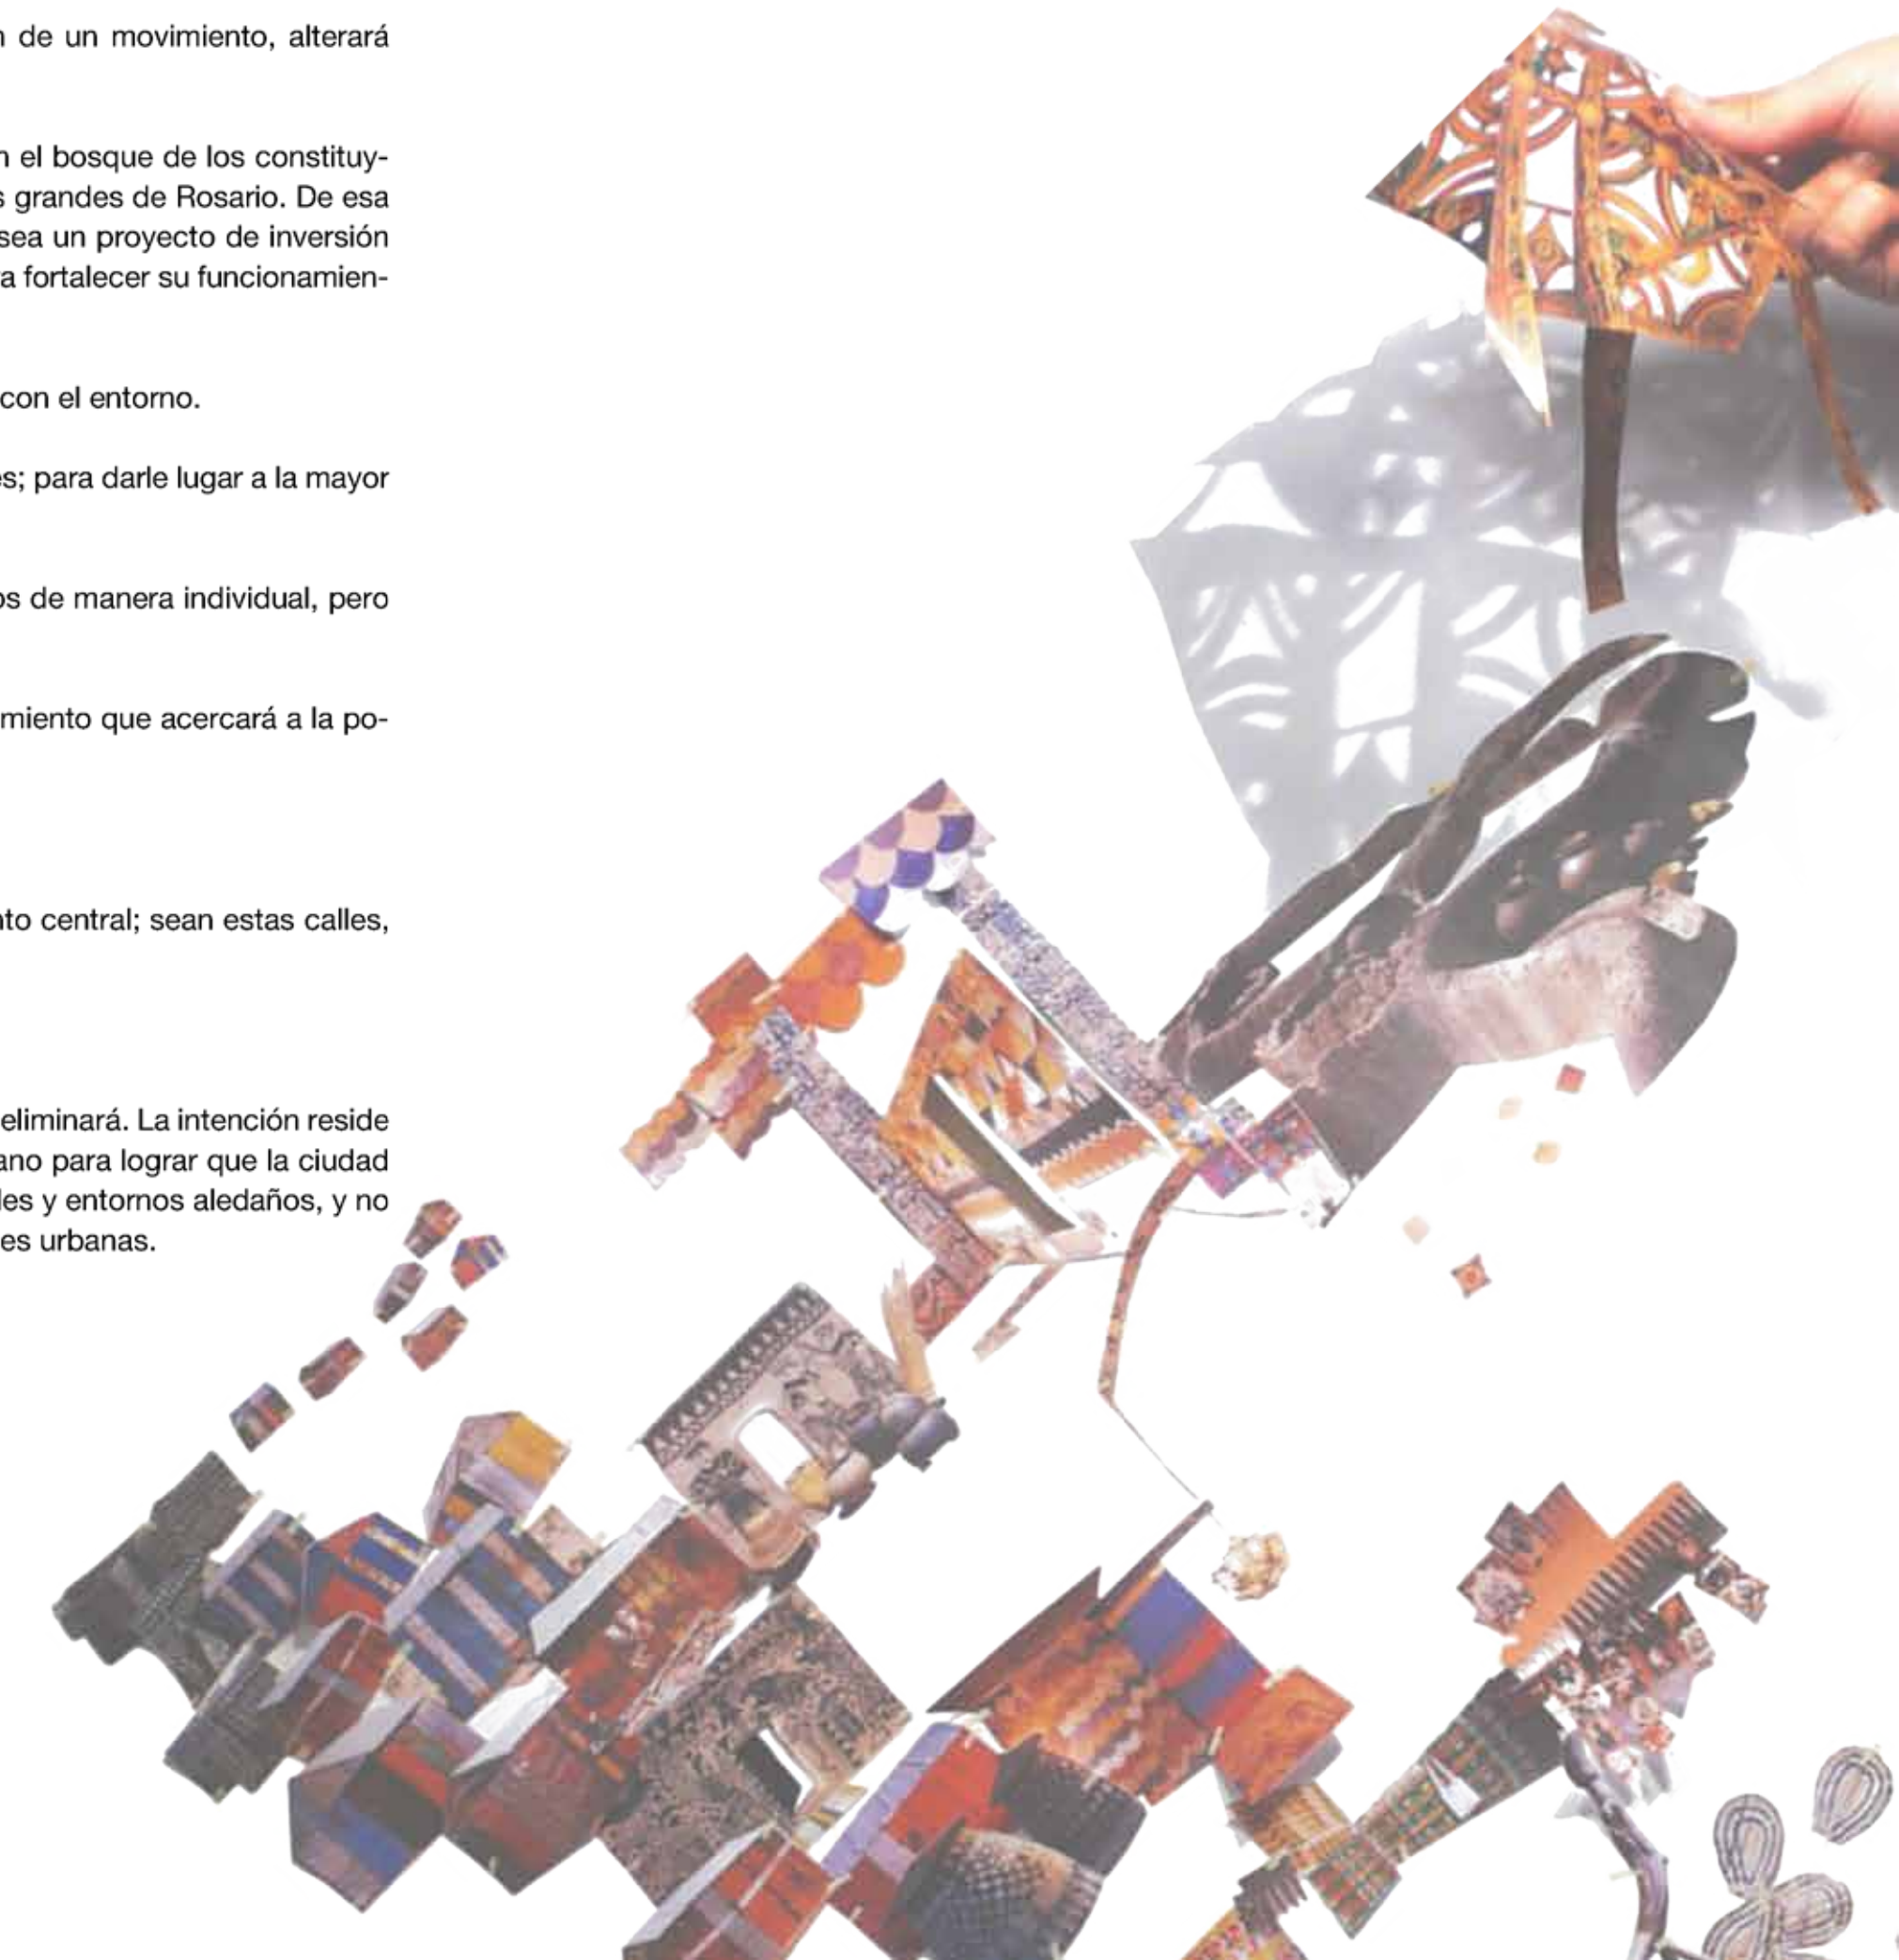 de un movimiento, alterará
el bosque de los constituy-
grandes de Rosario. De esa
sea un proyecto de inversión
a fortalecer su funcionamien-
con el entorno.
es; para darle lugar a la mayor
os de manera individual, pero
miento que acercará a la po-
nto central; sean estas calles,
eliminará. La intención reside
ano para lograr que la ciudad
les y entornos aledaños, y no
es urbanas.